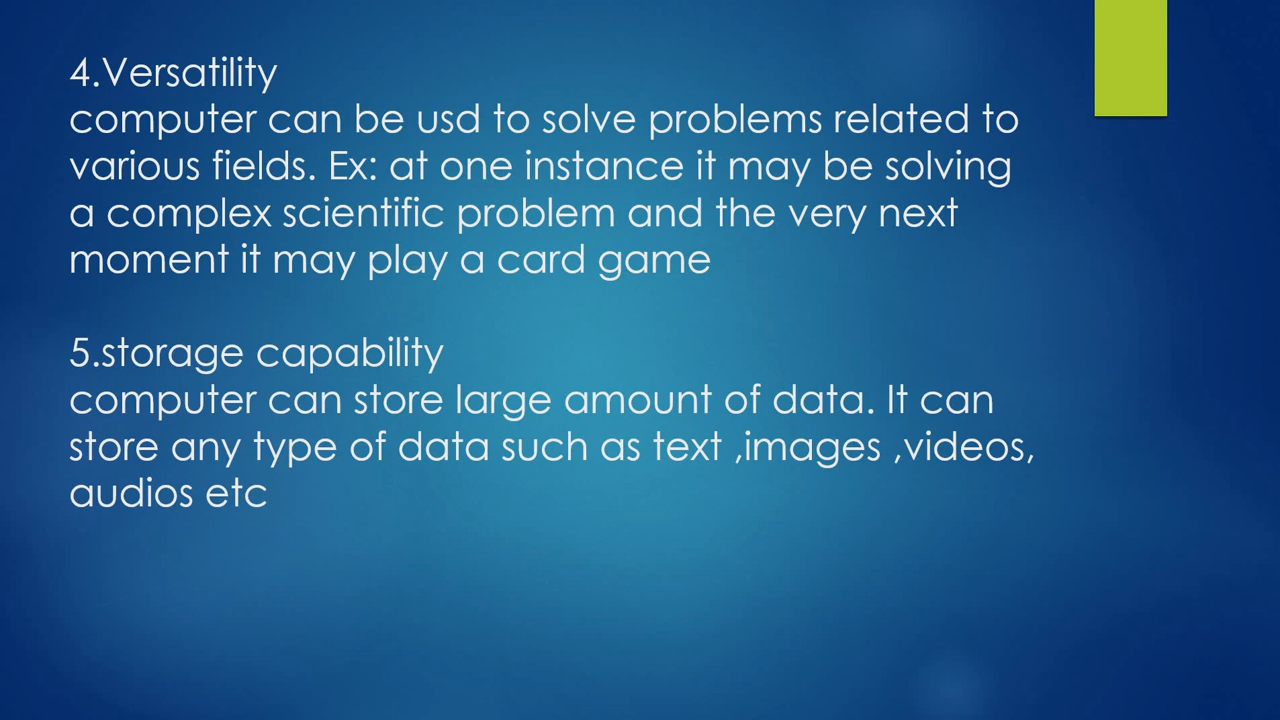 4.Versatility
computer can be usd to solve problems related to
various fields. Ex: at one instance it may be solving
a complex scientific problem and the very next
moment it may play a card game
5.storage capability
computer can store large amount of data. It can
store any type of data such as text ,images ,videos,
audios etc